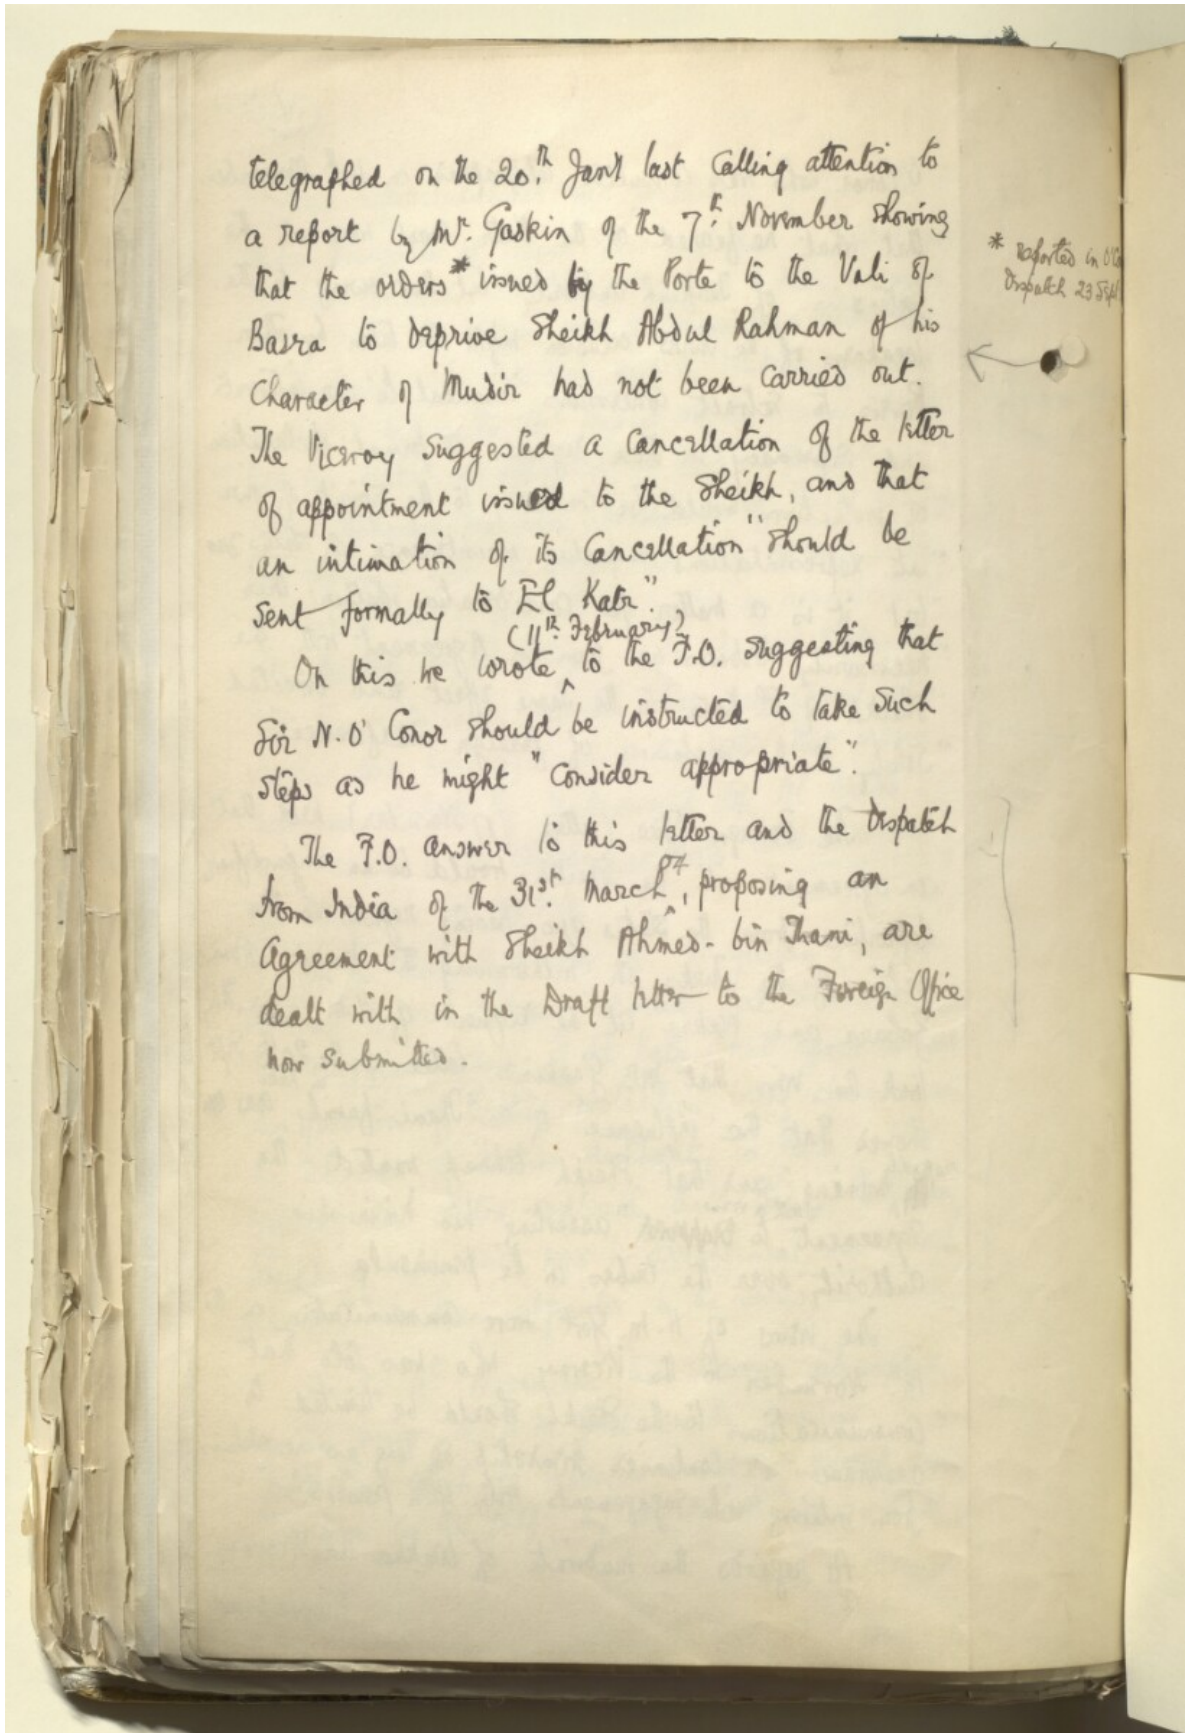 telegraphed on the 20th Jany last calling attention to
a report by Mr. Gaskin of the 7th November showing
that the orders* issued by the Porte to the Vali of
Basra to deprive Sheikh Abdul Rahman of his
character of Mudir had not been carried out.
The Viceroy suggested a cancellation of the letter
of appointment issued to the Sheikh, and that
an intimation of its cancellation "should be
sent formally to El Katr".
(11th February)
On this we wrote ^ to the F.O. suggesting that
Sir N. O'Conor should be instructed to take such
steps as he might "consider appropriate".
The F.O. answer to this letter and the Dispatch
from India of the 31st March 04, proposing an
Agreement with Sheikh Ahmed-bin Thani, are
dealt with in the Draft letter to the Foreign Office
now submitted.
* reported in
Dispatch 23 Sept